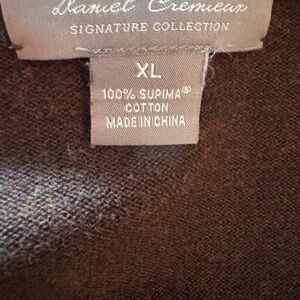 Daniel Cremieux
SIGNATURE COLLECTION
XL
100% SUPIMA®
COTTON
MADE IN CHINA